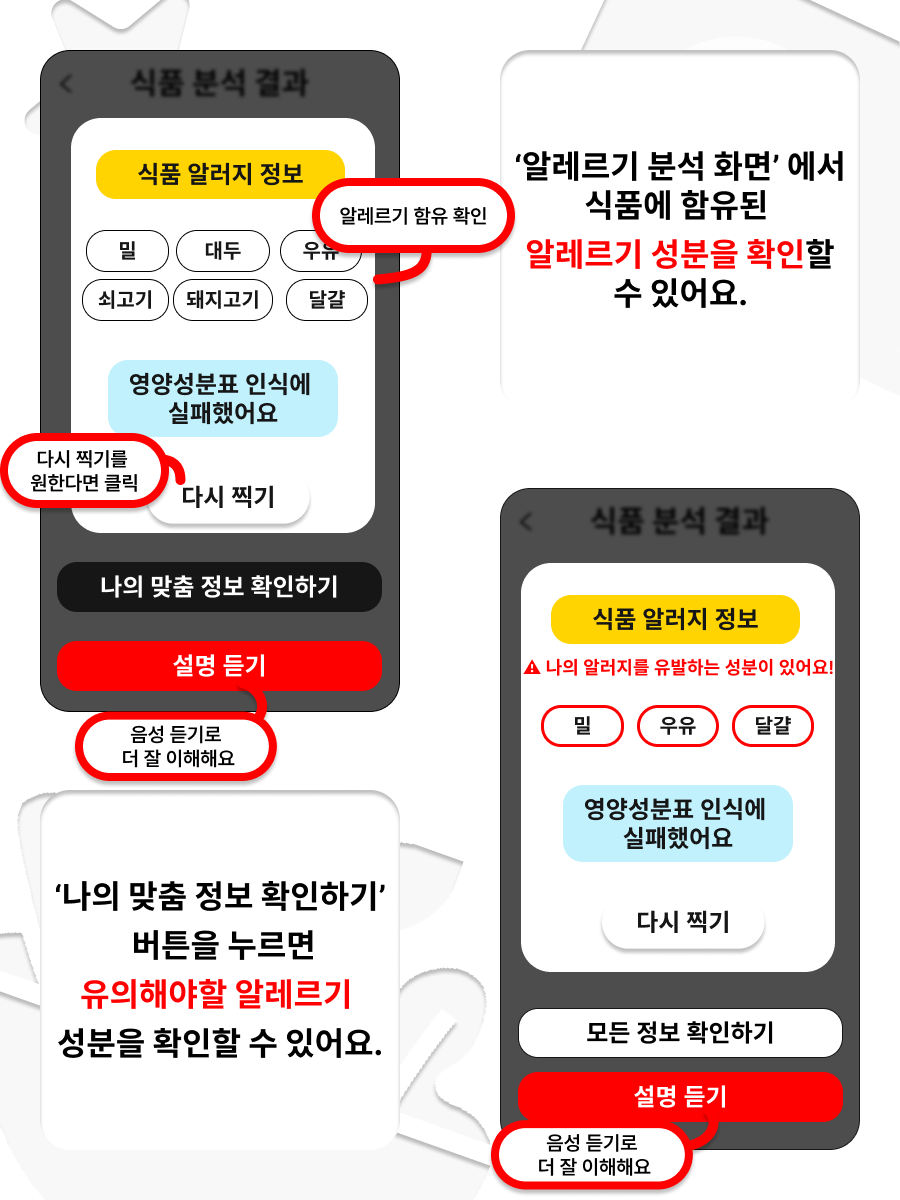 식품 분석 결과
식품 알러지 정보
알레르기 함유 확인
밀 대두 우유
쇠고기 돼지고기 달걀
영양성분표 인식에
실패했어요
다시 찍기를
원한다면 클릭
다시 찍기
나의 맞춤 정보 확인하기
설명 듣기
음성 듣기로
더 잘 이해해요
‘알레르기 분석 화면’ 에서
식품에 함유된
알레르기 성분을 확인할
수 있어요.
‘나의 맞춤 정보 확인하기’
버튼을 누르면
유의해야할 알레르기
성분을 확인할 수 있어요.
식품 분석 결과
식품 알러지 정보
나의 알러지를 유발하는 성분이 있어요!
밀 우유 달걀
영양성분표 인식에
실패했어요
다시 찍기
모든 정보 확인하기
설명 듣기
음성 듣기로
더 잘 이해해요